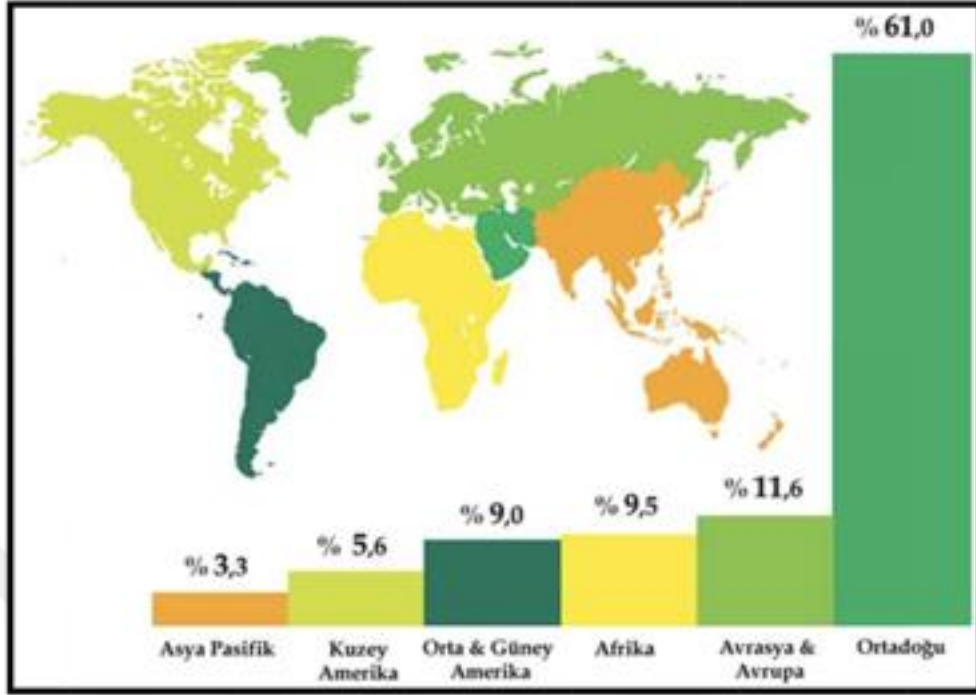 % 61,0
% 11,6
% 9,5
% 9,0
% 5,6
% 3,3
Asya Pasifik
Kuzey
Amerika
Orta & Güney
Amerika
Afrika
Avrasya &
Avrupa
Ortadoğu